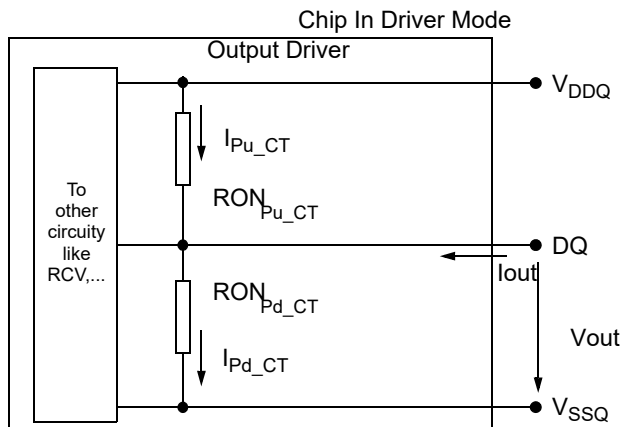 Chip In Driver Mode
Output Driver
VDDQ
IPu_CT
RONPu_CT
To
other
circuity
like
RCV,...
DQ
Iout
RONPd_CT
IPd_CT
Vout
VSSQ